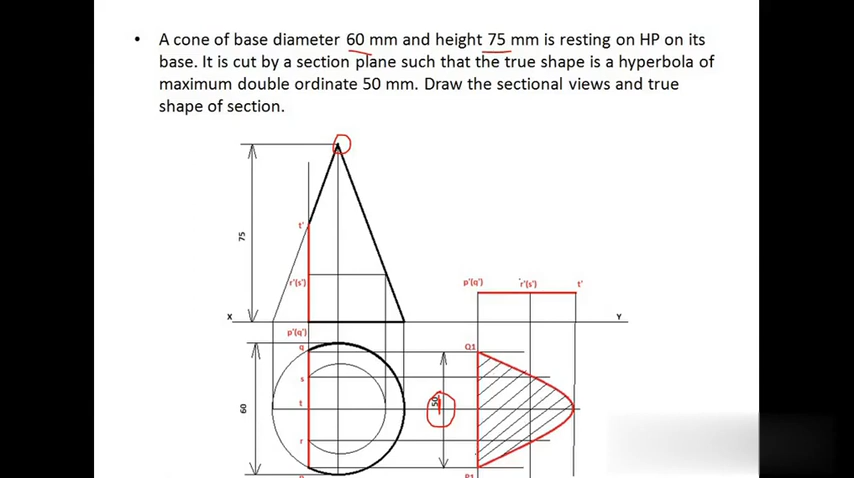 • A cone of base diameter 60 mm and height 75 mm is resting on HP on its
base. It is cut by a section plane such that the true shape is a hyperbola of
maximum double ordinate 50 mm. Draw the sectional views and true
shape of section.
t'
75
r'(s')
p'(q')
r'(s')
t'
X
Y
p'(q')
q
Q1
s
60
t
50
r
P1